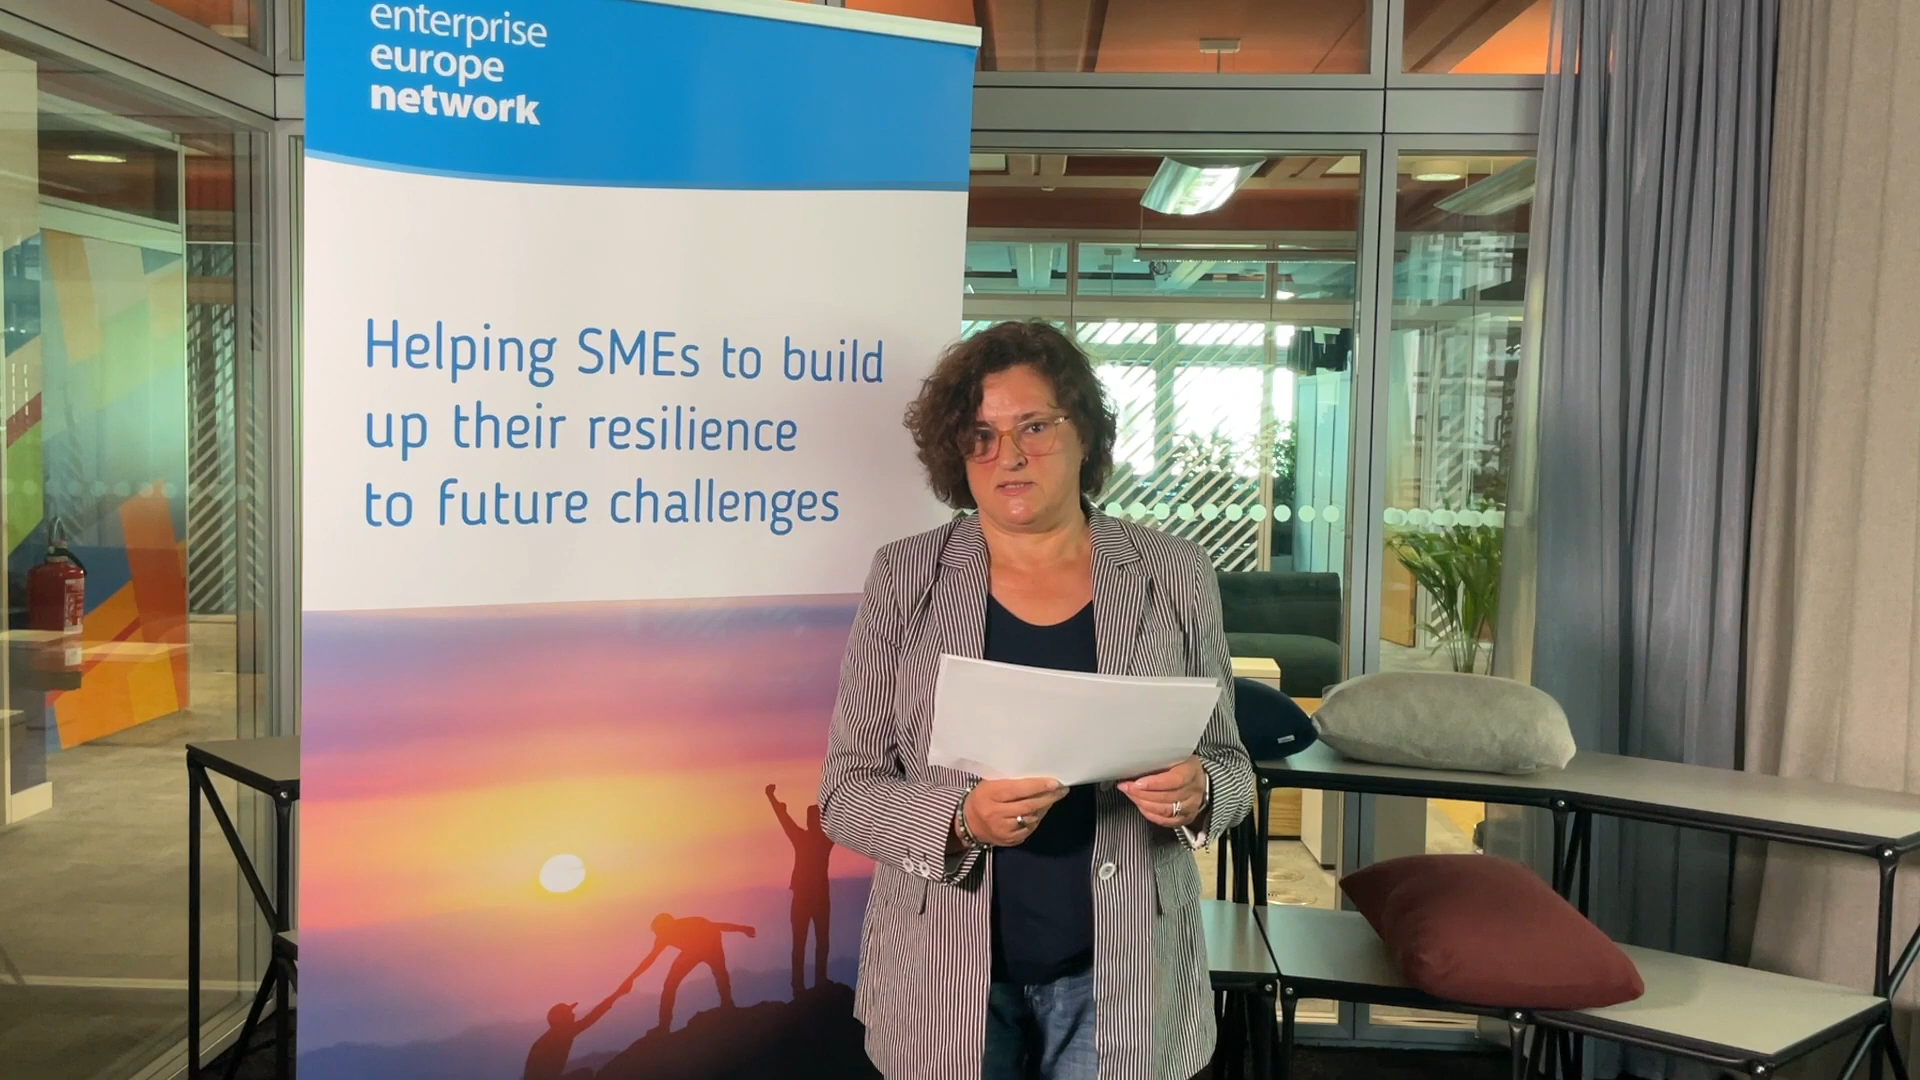 enterprise
europe
network
Helping SMEs to build
up their resilience
to future challenges